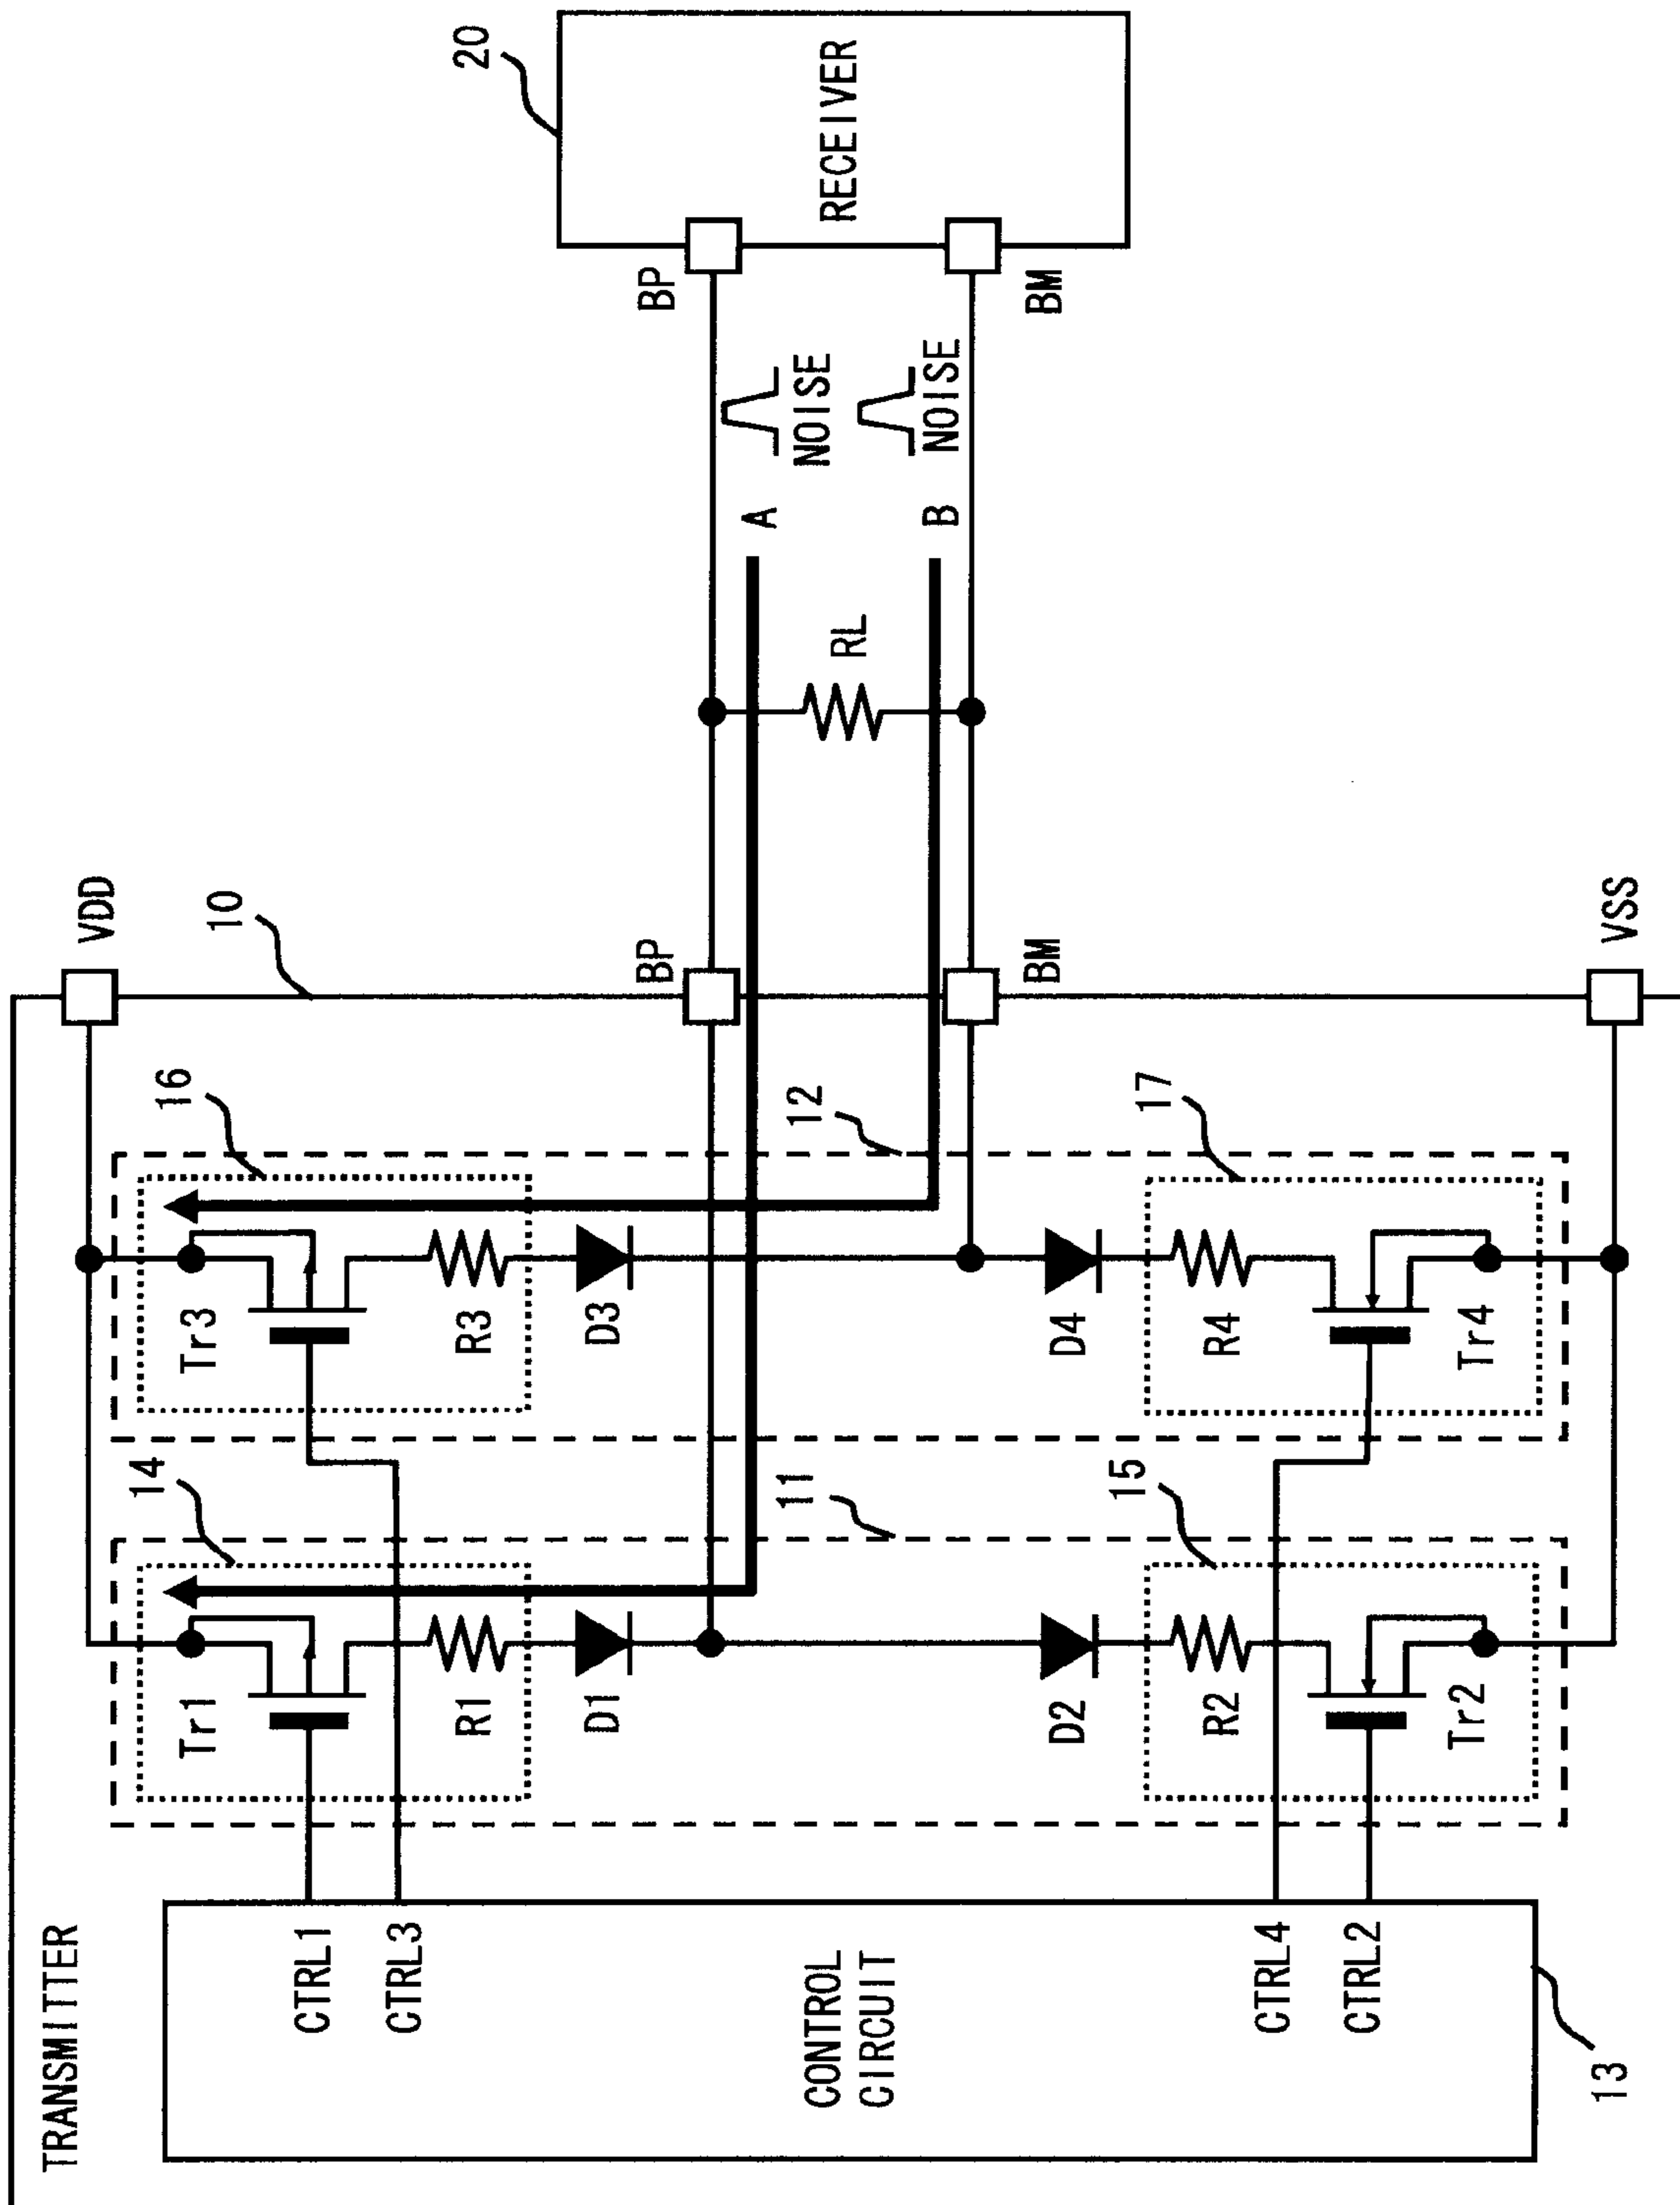 TRANSMITTER
VDD
10
16
14
Tr1
Tr3
CTRL1
CTRL3
R1
R3
D1
D3
20
BP
BP
RECEIVER
NOISE
A
RL
B
NOISE
BM
BM
12
11
CONTROL
CIRCUIT
D2
D4
17
15
R2
R4
CTRL4
CTRL2
Tr2
Tr4
13
VSS